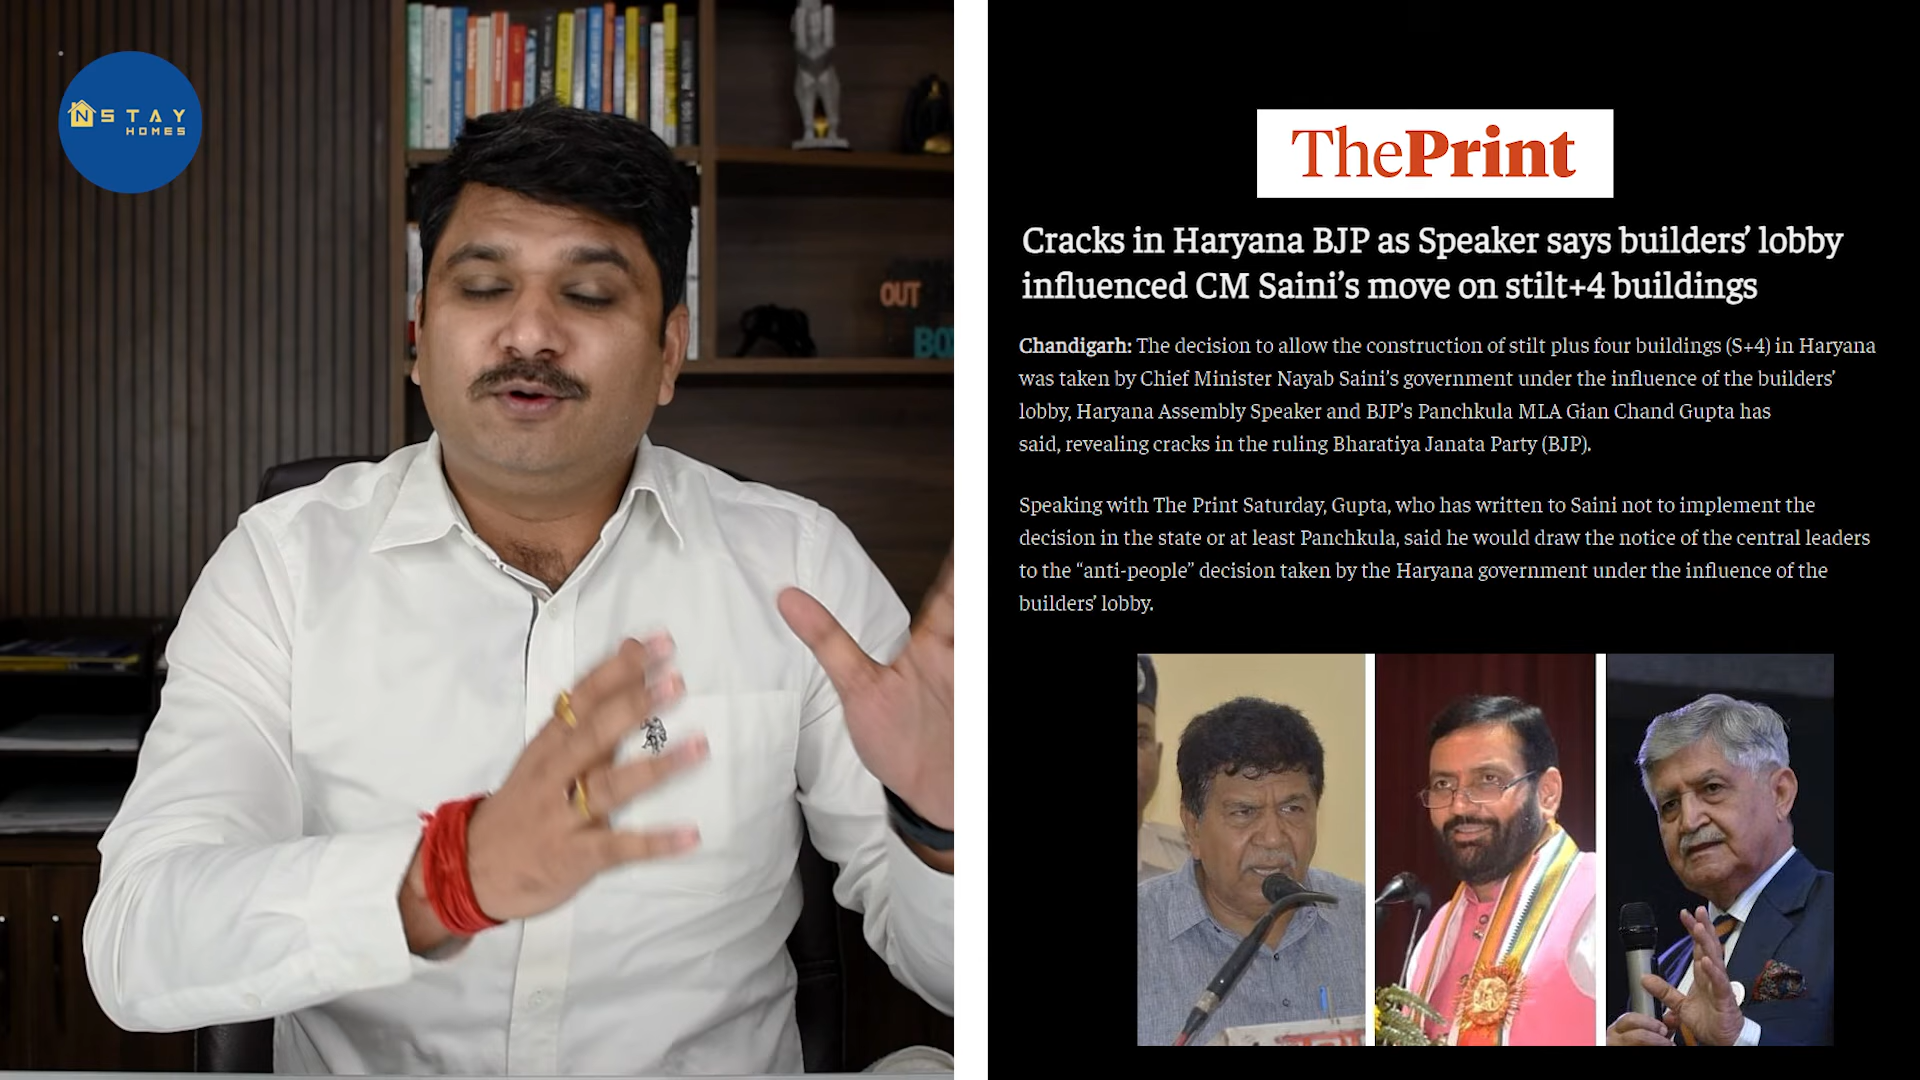 NSTAY
HOMES
OUT
BO
ThePrint
Cracks in Haryana BJP as Speaker says builders’ lobby
influenced CM Saini’s move on stilt+4 buildings
Chandigarh: The decision to allow the construction of stilt plus four buildings (S+4) in Haryana
was taken by Chief Minister Nayab Saini’s government under the influence of the builders’
lobby, Haryana Assembly Speaker and BJP’s Panchkula MLA Gian Chand Gupta has
said, revealing cracks in the ruling Bharatiya Janata Party (BJP).
Speaking with The Print Saturday, Gupta, who has written to Saini not to implement the
decision in the state or at least Panchkula, said he would draw the notice of the central leaders
to the “anti-people” decision taken by the Haryana government under the influence of the
builders’ lobby.